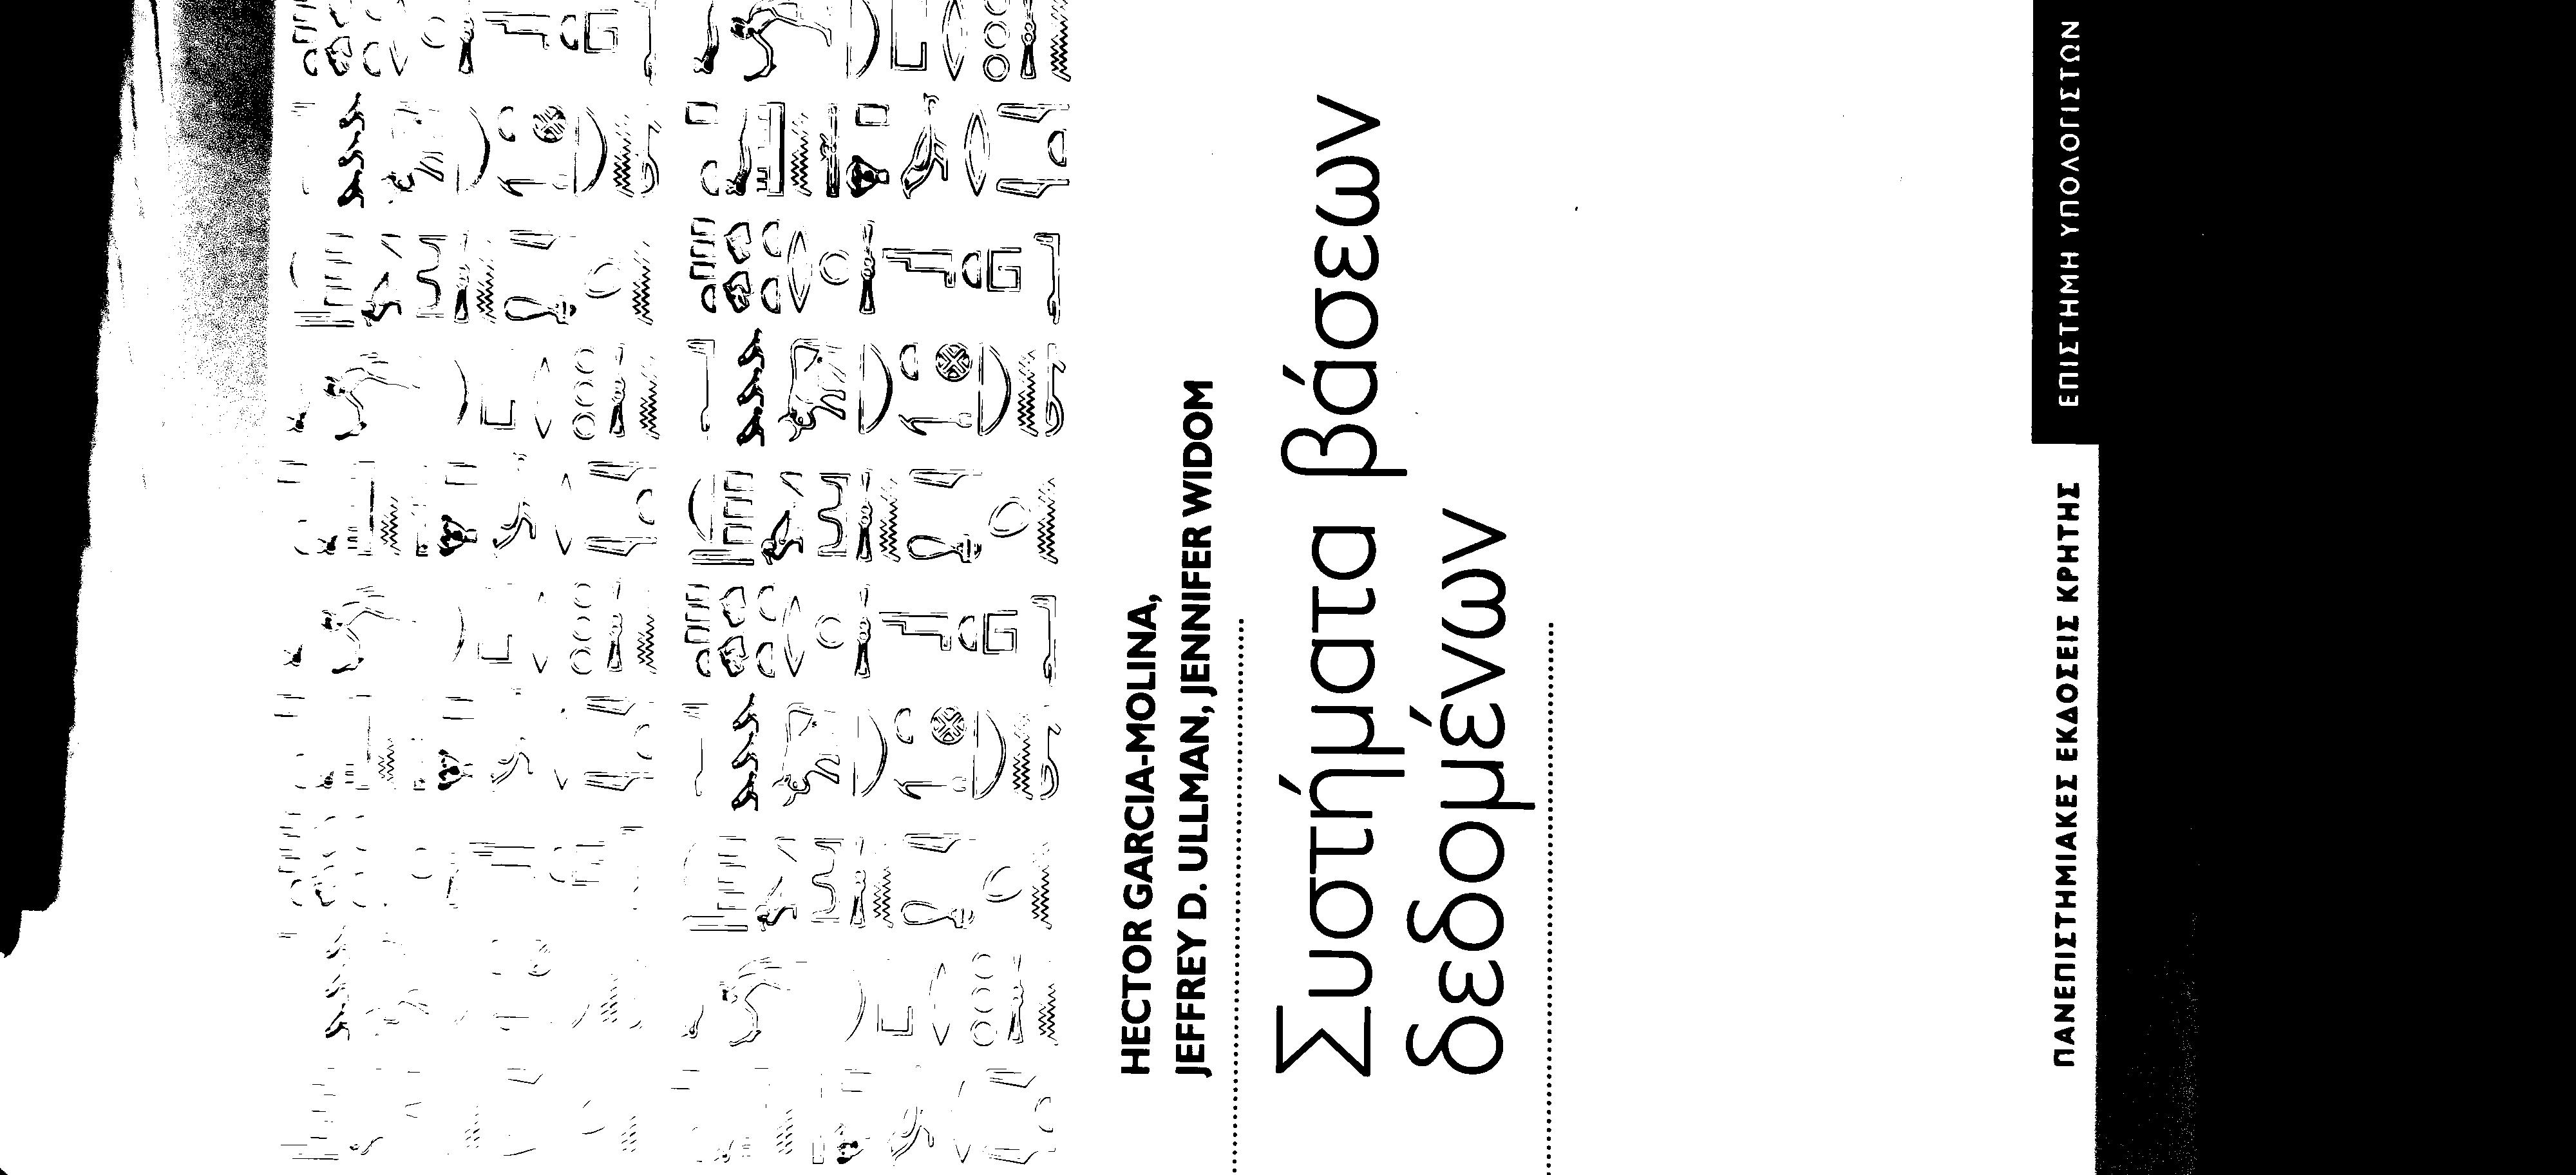 HECTOR GARCIA-MOLINA,
JEFFREY D. ULLMAN, JENNIFER WIDOM
Συστήματα βάσεων
δεδομένων
ΠΑΝΕΠΙΣΤΗΜΙΑΚΕΣ ΕΚΔΟΣΕΙΣ ΚΡΗΤΗΣ
ΕΠΙΣΤΗΜΗ ΥΠΟΛΟΓΙΣΤΩΝ